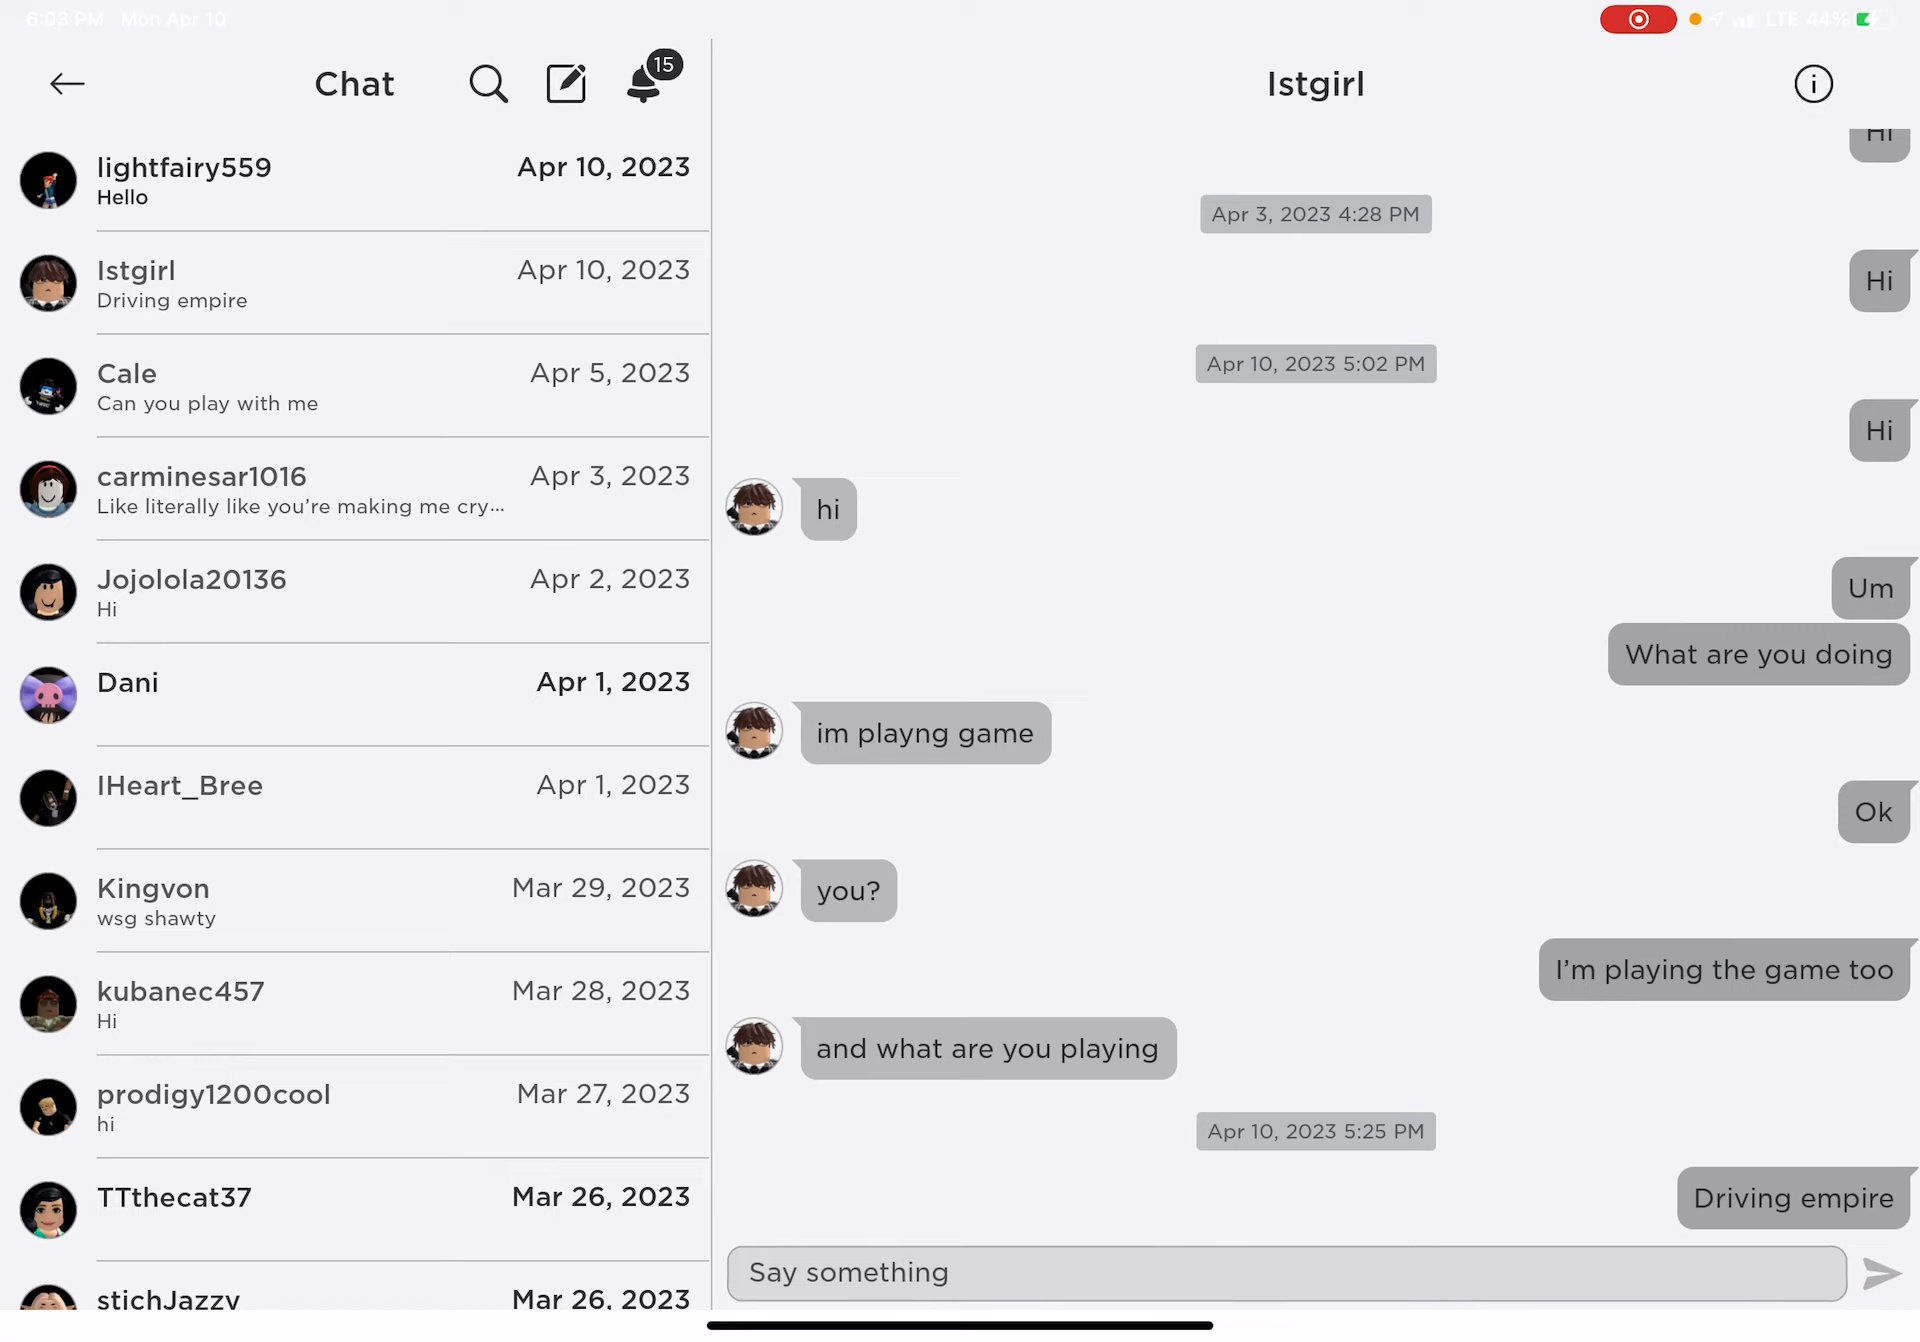 6:03 PM Mon Apr 10
LTE 44%
Chat
15
lightfairy559
Apr 10, 2023
Hello
Istgirl
Apr 10, 2023
Driving empire
Cale
Apr 5, 2023
Can you play with me
carminesar1016
Apr 3, 2023
Like literally like you’re making me cry...
Jojolola20136
Apr 2, 2023
Hi
Dani
Apr 1, 2023
IHeart_Bree
Apr 1, 2023
Kingvon
Mar 29, 2023
wsg shawty
kubanec457
Mar 28, 2023
Hi
prodigy1200cool
Mar 27, 2023
hi
TTthecat37
Mar 26, 2023
stichJazzy
Mar 26, 2023
Istgirl
Hi
Apr 3, 2023 4:28 PM
Hi
Apr 10, 2023 5:02 PM
Hi
hi
Um
What are you doing
im playng game
Ok
you?
I’m playing the game too
and what are you playing
Apr 10, 2023 5:25 PM
Driving empire
Say something